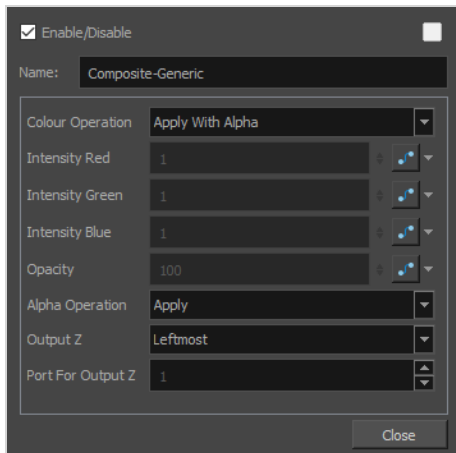 Enable/Disable
Name: Composite-Generic
Colour Operation Apply With Alpha
Intensity Red 1
Intensity Green 1
Intensity Blue 1
Opacity 100
Alpha Operation Apply
Output Z Leftmost
Port For Output Z 1
Close